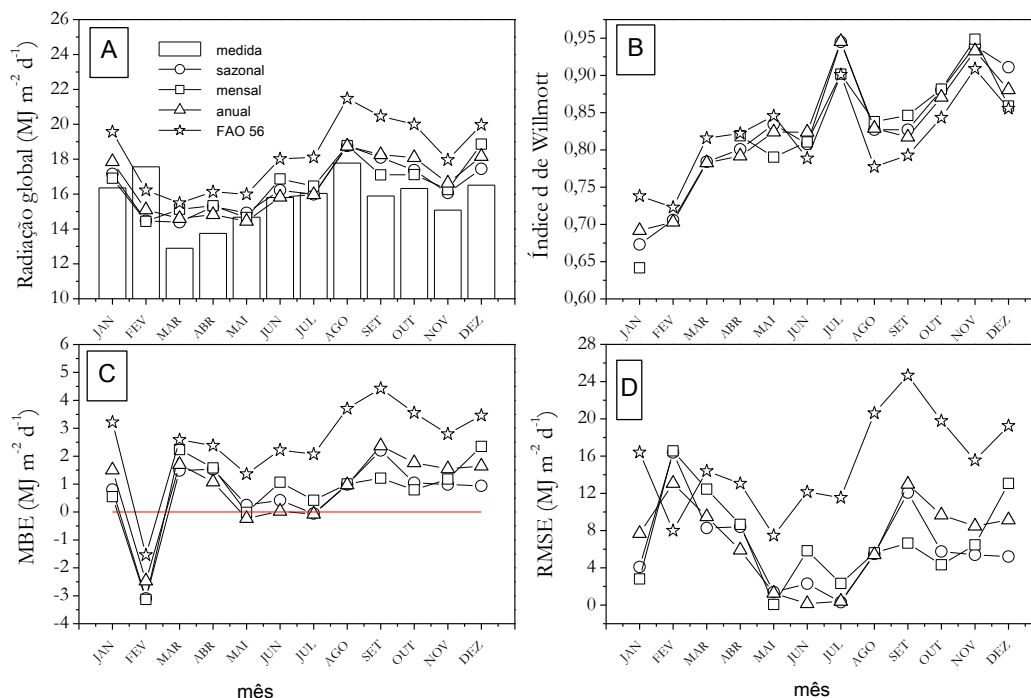 A
medida
sazonal
mensal
anual
FAO 56
Radiação global (MJ m⁻² d⁻¹)
26
24
22
20
18
16
14
12
10
JAN FEV MAR ABR MAI JUN JUL AGO SET OUT NOV DEZ
B
Índice d de Willmott
0,95
0,90
0,85
0,80
0,75
0,70
0,65
0,60
JAN FEV MAR ABR MAI JUN JUL AGO SET OUT NOV DEZ
C
MBE (MJ m⁻² d⁻¹)
6
5
4
3
2
1
0
-1
-2
-3
-4
JAN FEV MAR ABR MAI JUN JUL AGO SET OUT NOV DEZ
mês
D
RMSE (MJ m⁻² d⁻¹)
28
24
20
16
12
8
4
0
JAN FEV MAR ABR MAI JUN JUL AGO SET OUT NOV DEZ
mês